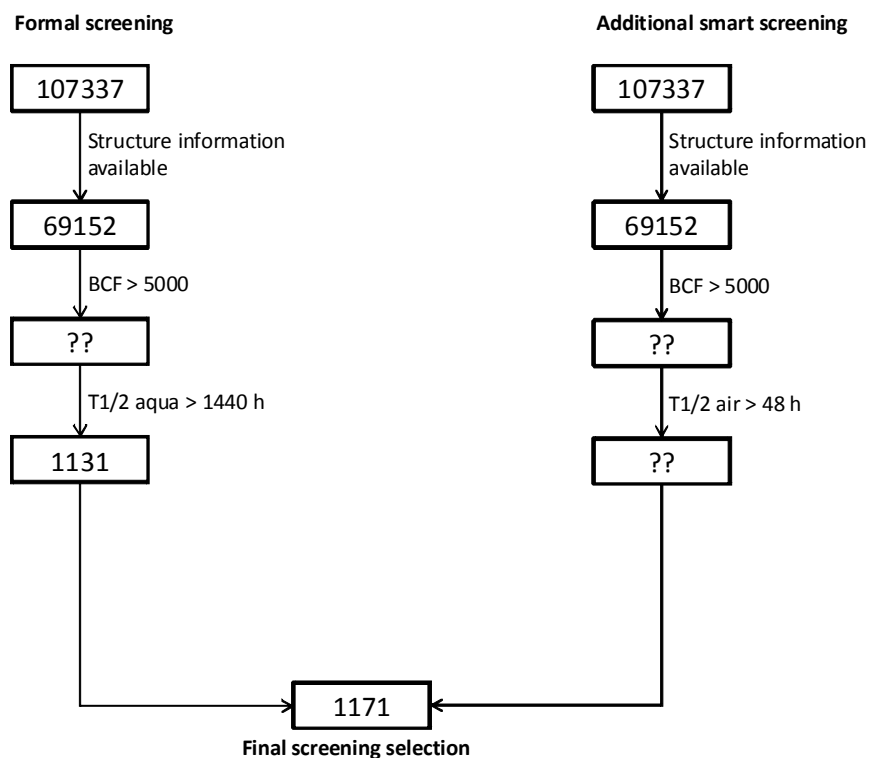 Formal screening
107337
Structure information
available
69152
BCF > 5000
??
T1/2 aqua > 1440 h
1131
Additional smart screening
107337
Structure information
available
69152
BCF > 5000
??
T1/2 air > 48 h
??
1171
Final screening selection